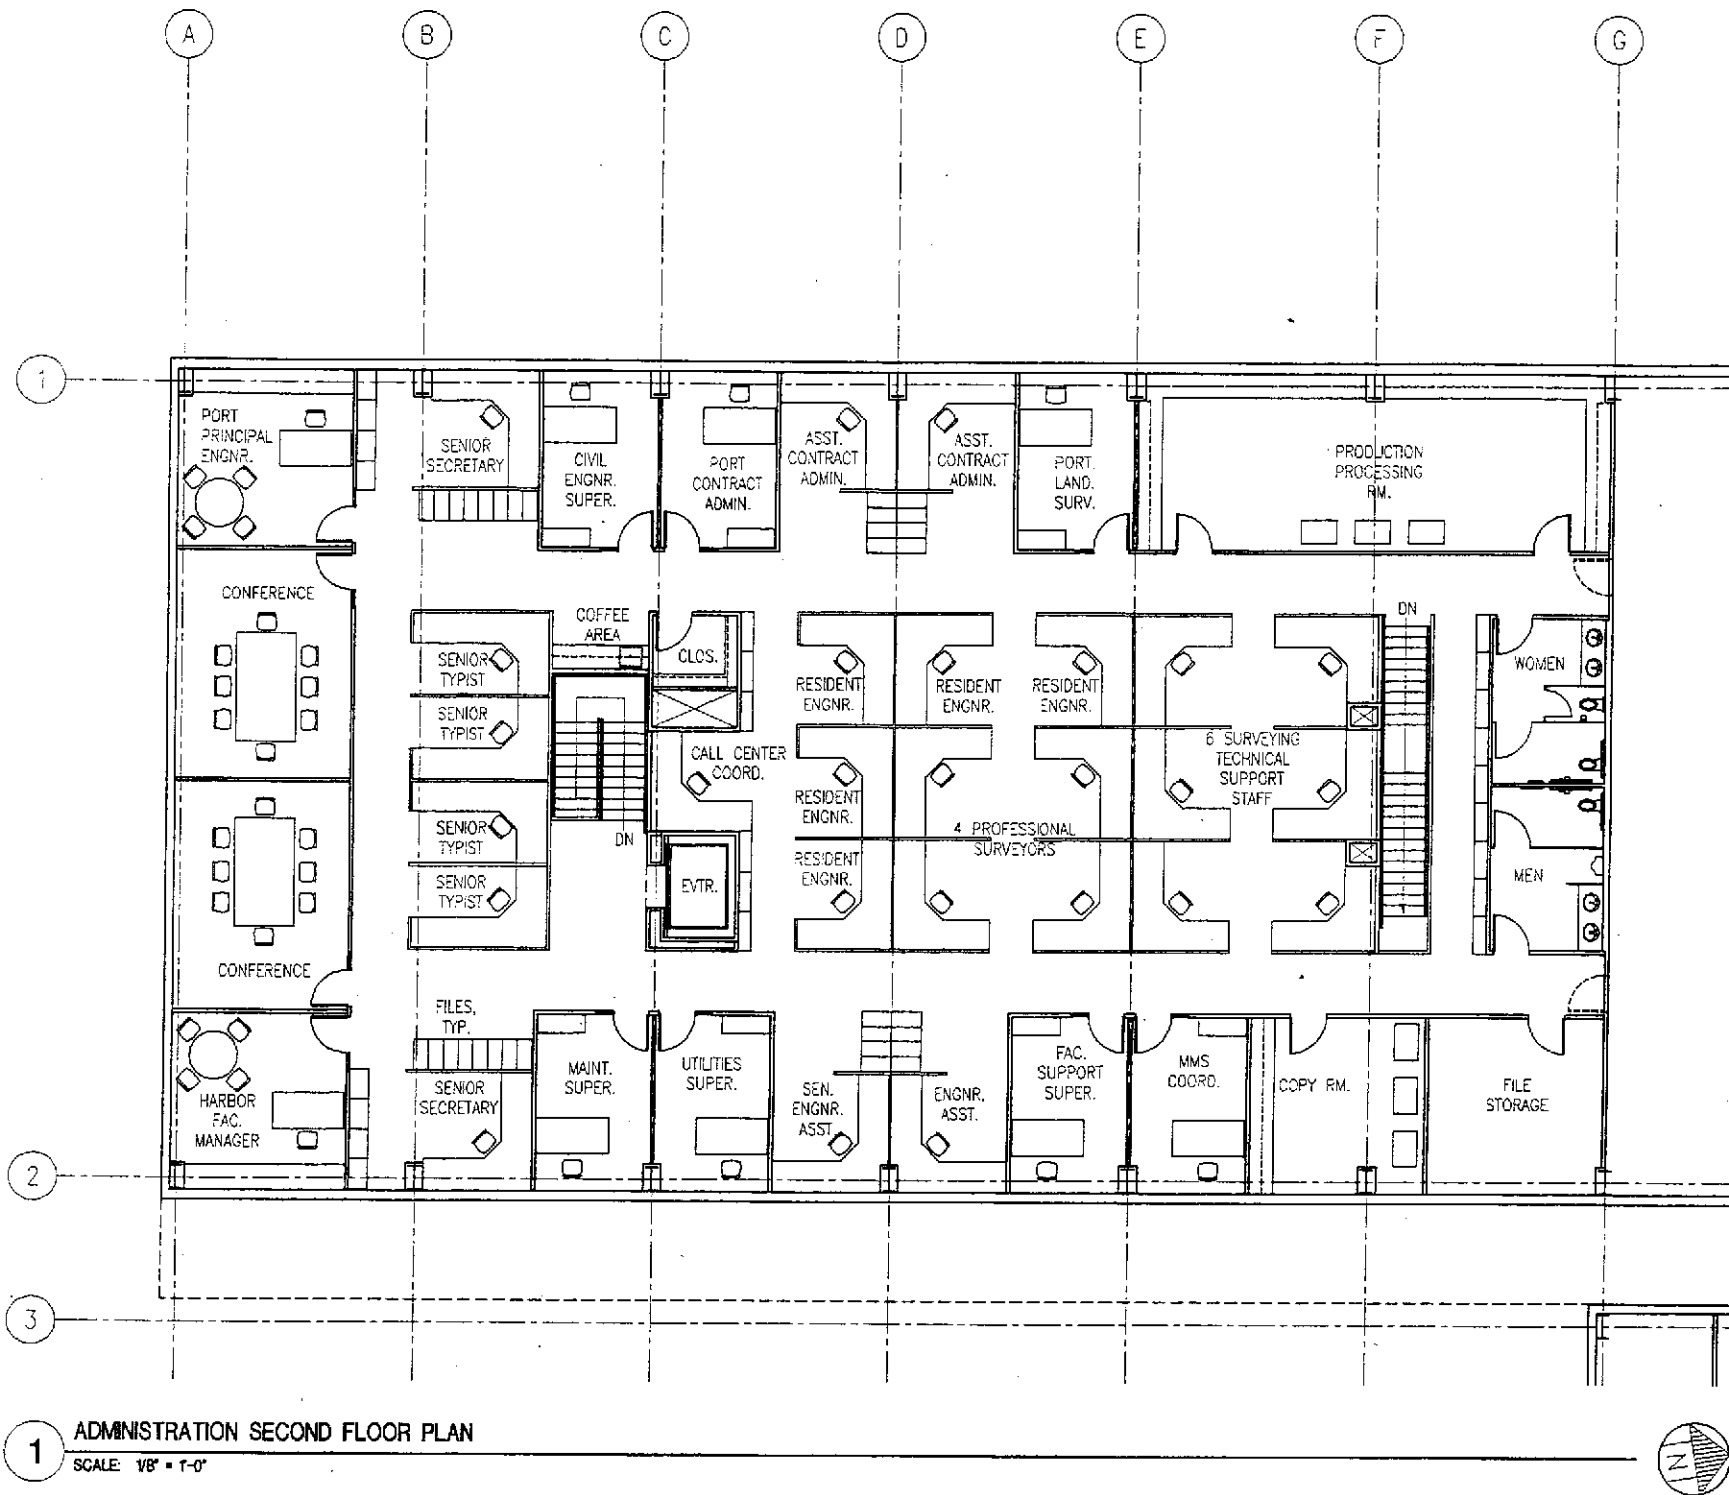 A
B
C
D
E
F
G
1
PORT
PRINCIPAL
ENGNR.
SENIOR
SECRETARY
CIVIL
ENGNR.
SUPER.
PORT
CONTRACT
ADMIN.
ASST.
CONTRACT
ADMIN.
ASST.
CONTRACT
ADMIN.
PORT.
LAND.
SURV.
PRODUCTION
PROCESSING
RM.
CONFERENCE
COFFEE
AREA
CLOS.
SENIOR
TYPIST
SENIOR
TYPIST
RESIDENT
ENGNR.
RESIDENT
ENGNR.
RESIDENT
ENGNR.
DN
WOMEN
CALL CENTER
COORD.
RESIDENT
ENGNR.
6 SURVEYING
TECHNICAL
SUPPORT
STAFF
SENIOR
TYPIST
DN
4 PROFESSIONAL
SURVEYORS
SENIOR
TYPIST
EVTR.
RESIDENT
ENGNR.
MEN
CONFERENCE
FILES,
TYP.
HARBOR
FAC.
MANAGER
SENIOR
SECRETARY
MAINT.
SUPER.
UTILITIES
SUPER.
SEN.
ENGNR.
ASST.
ENGNR.
ASST.
FAC.
SUPPORT
SUPER.
MMS
COORD.
COPY RM.
FILE
STORAGE
2
3
1
ADMINISTRATION SECOND FLOOR PLAN
SCALE: 1/8" = 1'-0"
N